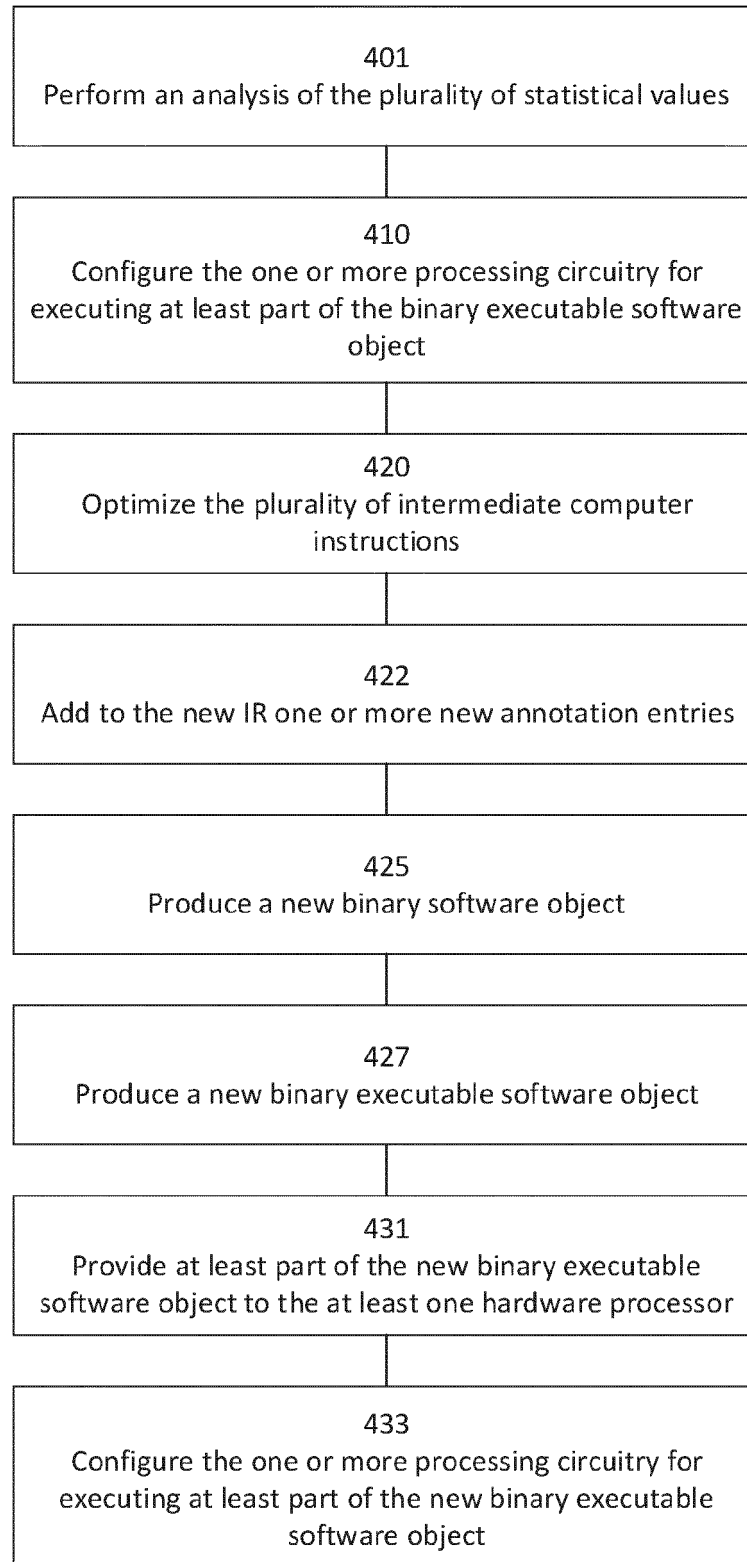 401
Perform an analysis of the plurality of statistical values
410
Configure the one or more processing circuitry for
executing at least part of the binary executable software
object
420
Optimize the plurality of intermediate computer
instructions
422
Add to the new IR one or more new annotation entries
425
Produce a new binary software object
427
Produce a new binary executable software object
431
Provide at least part of the new binary executable
software object to the at least one hardware processor
433
Configure the one or more processing circuitry for
executing at least part of the new binary executable
software object